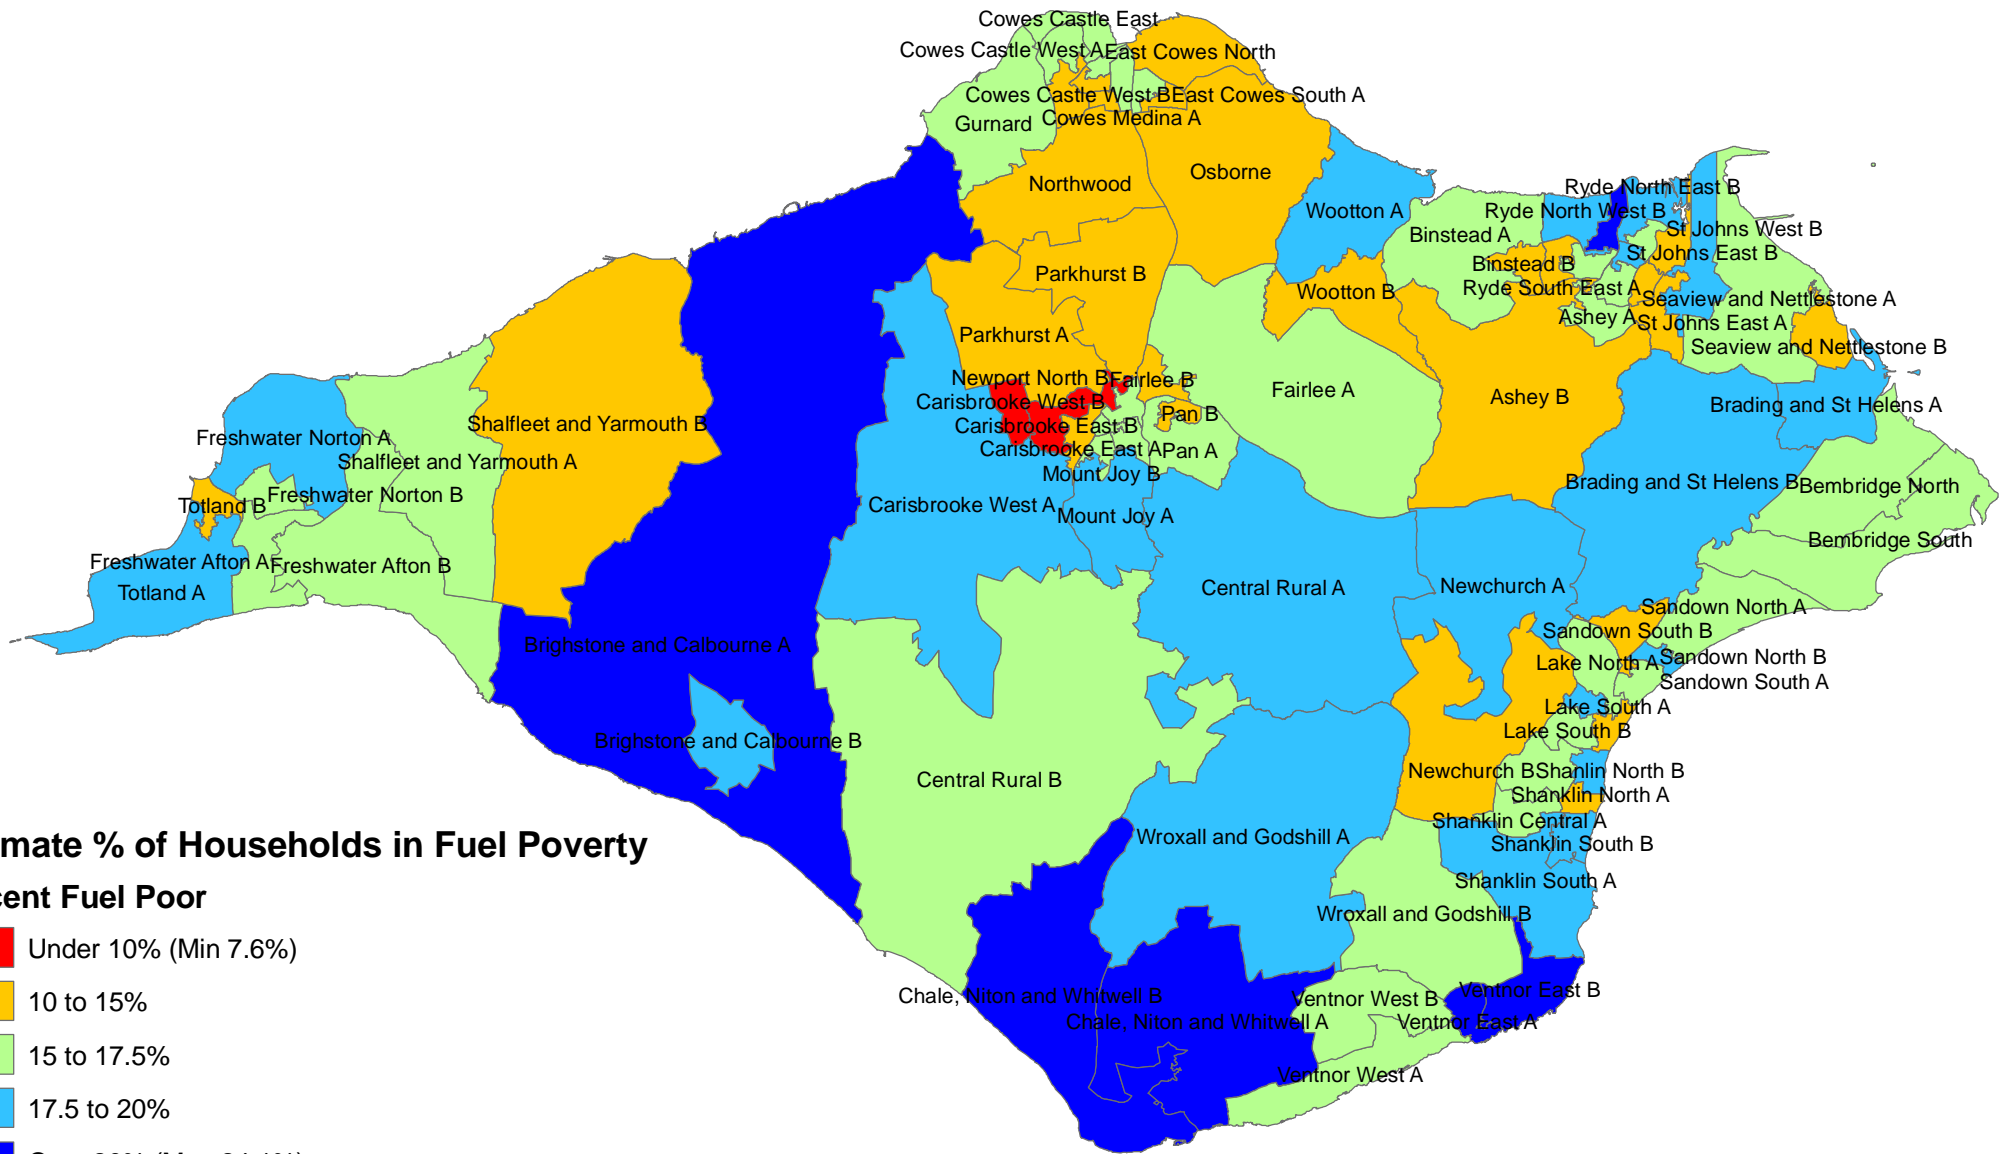 Cowes Castle East
Cowes Castle West A
East Cowes North
Cowes Castle West B
East Cowes South A
Gurnard
Cowes Medina A
Northwood
Osborne
Wootton A
Ryde North East B
Ryde North West B
Binstead A
St Johns West B
St Johns East B
Binstead B
Parkhurst B
Wootton B
Ryde South East A
Seaview and Nettlestone A
Ashey A
St Johns East A
Parkhurst A
Seaview and Nettlestone B
Newport North B
Fairlee B
Fairlee A
Ashey B
Carisbrooke West B
Pan B
Brading and St Helens A
Shalfleet and Yarmouth B
Carisbrooke East B
Freshwater Norton A
Carisbrooke East A
Pan A
Shalfleet and Yarmouth A
Mount Joy B
Brading and St Helens B
Bembridge North
Freshwater Norton B
Totland B
Carisbrooke West A
Mount Joy A
Bembridge South
Freshwater Afton A
Freshwater Afton B
Totland A
Central Rural A
Newchurch A
Sandown North A
Sandown South B
Brighstone and Calbourne A
Lake North A
Sandown North B
Sandown South A
Lake South A
Lake South B
Brighstone and Calbourne B
Newchurch B
Shanlin North B
Central Rural B
Shanklin North A
Shanklin Central A
Wroxall and Godshill A
Shanklin South B
Shanklin South A
Wroxall and Godshill B
Chale, Niton and Whitwell B
Ventnor West B
Ventnor East B
Chale, Niton and Whitwell A
Ventnor East A
Ventnor West A
mate % of Households in Fuel Poverty
cent Fuel Poor
Under 10% (Min 7.6%)
10 to 15%
15 to 17.5%
17.5 to 20%